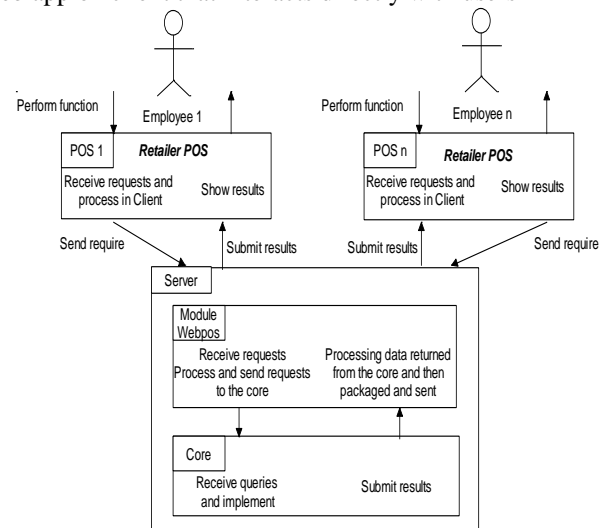 Perform function
Employee 1
Perform function
Employee n
POS 1
Retailer POS
Receive requests and
process in Client
Show results
POS n
Retailer POS
Receive requests and
process in Client
Show results
Send require
Submit results
Submit results
Send require
Server
Module
Webpos
Receive requests
Process and send requests
to the core
Processing data returned
from the core and then
packaged and sent
Core
Receive queries
and implement
Submit results